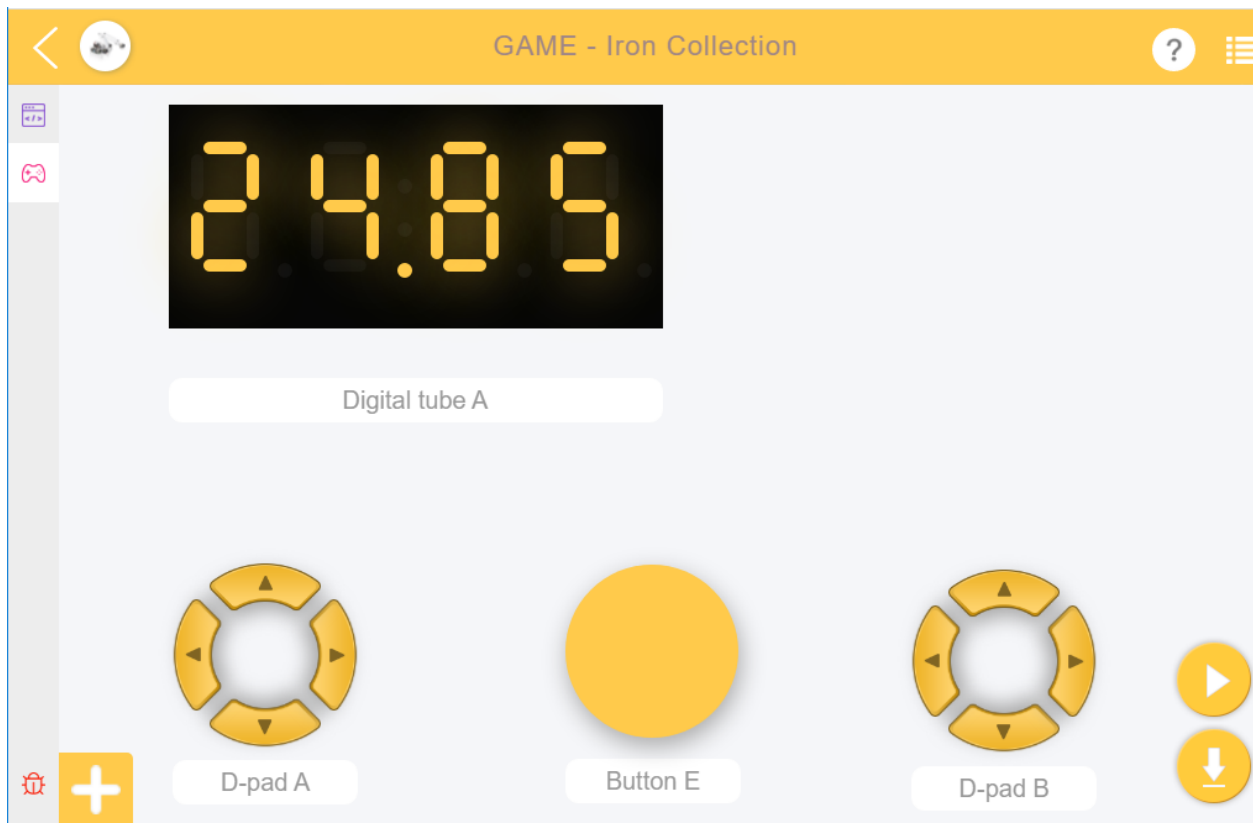 GAME - Iron Collection
?
</>
24.85
Digital tube A
D-pad A
Button E
D-pad B